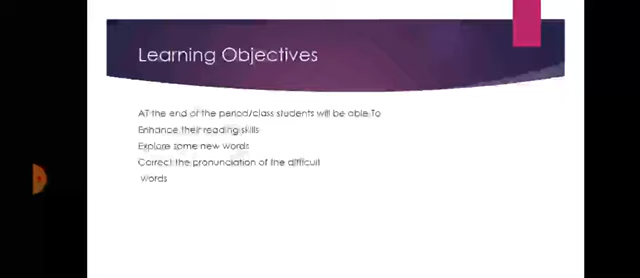 Learning Objectives
AT the end of the period/class students will be able To
Enhance their reading skills
Explore some new words
Correct the pronunciation of the difficult
words